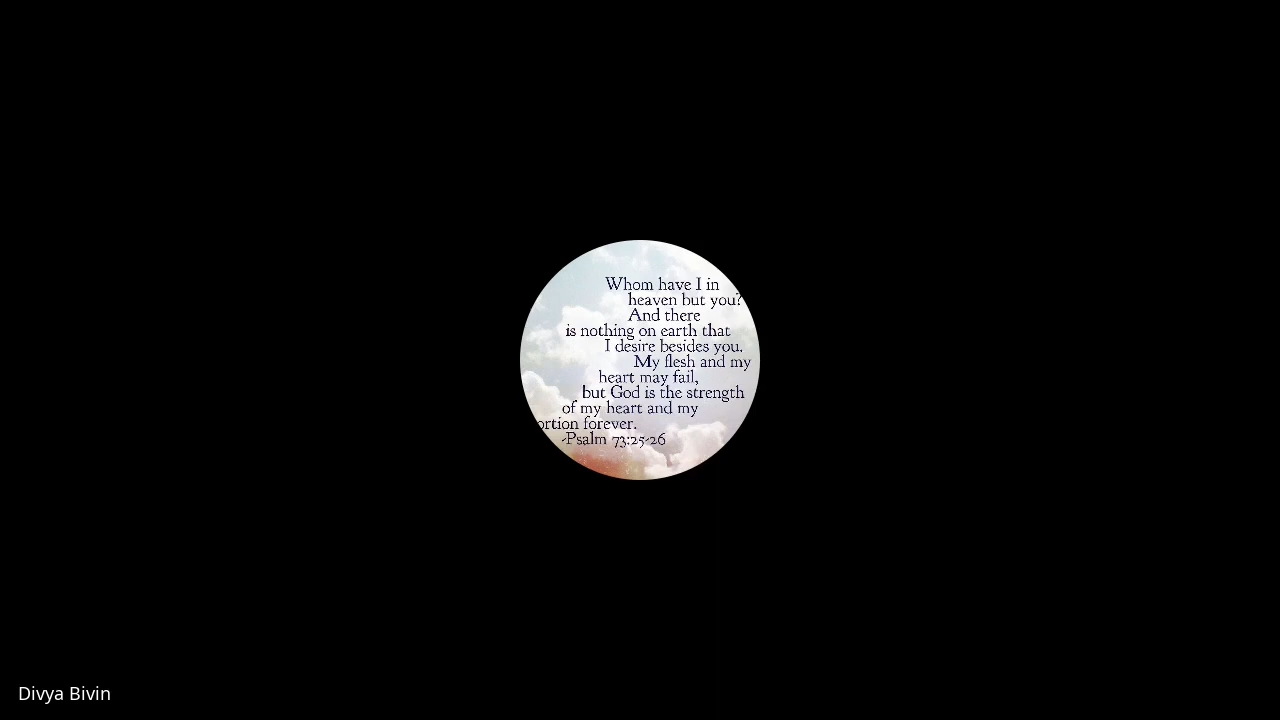 Whom have I in
heaven but you?
And there
is nothing on earth that
I desire besides you.
My flesh and my
heart may fail,
but God is the strength
of my heart and my
ortion forever.
-Psalm 73:25-26
Divya Bivin